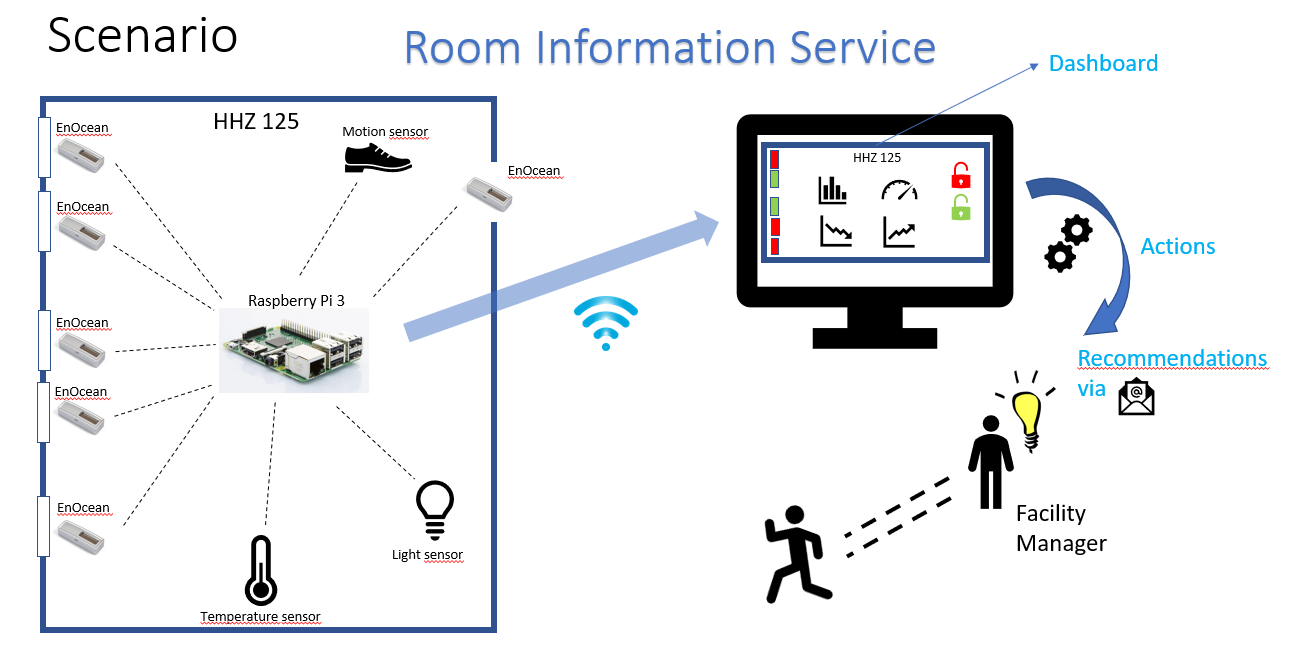 Scenario
Room Information Service
Dashboard
HHZ 125
EnOcean
Motion sensor
EnOcean
EnOcean
Raspberry Pi 3
EnOcean
EnOcean
EnOcean
Light sensor
Temperature sensor
HHZ 125
Actions
Recommendations
via
@
Facility
Manager